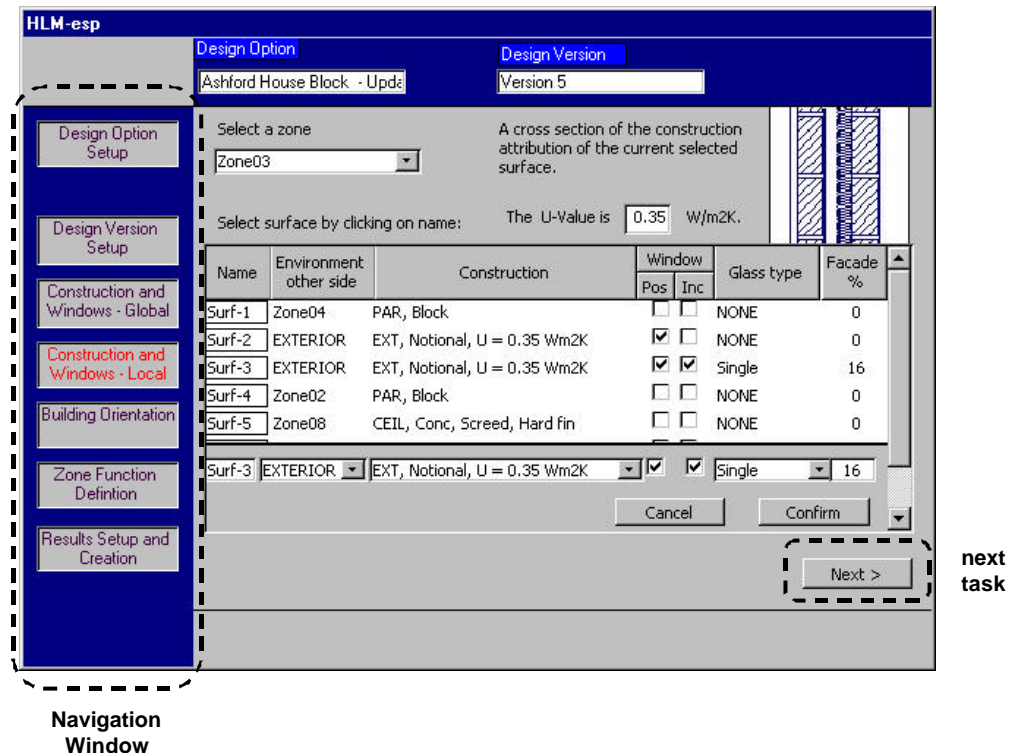 HLM-esp
Design Option
Design Version
Ashford House Block - Upda
Version 5
Design Option
Setup
Design Version
Setup
Construction and
Windows - Global
Construction and
Windows - Local
Building Orientation
Zone Function
Defintion
Results Setup and
Creation
Select a zone
Zone03
A cross section of the construction
attribution of the current selected
surface.
Select surface by clicking on name:
The U-Value is 0.35 W/m2K.
Name Environment other side Construction Window Pos Inc Glass type Facade %
Surf-1 Zone04 PAR, Block NONE 0
Surf-2 EXTERIOR EXT, Notional, U = 0.35 Wm2K NONE 0
Surf-3 EXTERIOR EXT, Notional, U = 0.35 Wm2K Single 16
Surf-4 Zone02 PAR, Block NONE 0
Surf-5 Zone08 CEIL, Conc, Screed, Hard fin NONE 0
Surf-3 EXTERIOR EXT, Notional, U = 0.35 Wm2K Single 16
Cancel Confirm
Next >
next
task
Navigation
Window